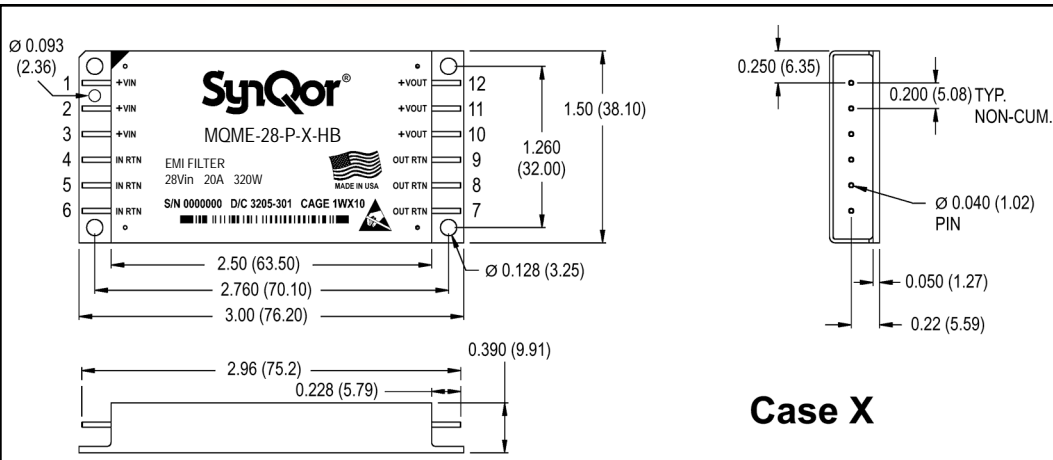 Ø 0.093
(2.36)
1
2
3
4
5
6
+VIN
+VIN
+VIN
IN RTN
IN RTN
IN RTN
SynQor®
MQME-28-P-X-HB
EMI FILTER
28Vin 20A 320W
MADE IN USA
S/N 0000000 D/C 3205-301 CAGE 1WX10
+VOUT
+VOUT
+VOUT
OUT RTN
OUT RTN
OUT RTN
12
11
10
9
8
7
1.260
(32.00)
1.50 (38.10)
Ø 0.128 (3.25)
2.50 (63.50)
2.760 (70.10)
3.00 (76.20)
0.250 (6.35)
0.200 (5.08) TYP.
NON-CUM.
Ø 0.040 (1.02)
PIN
0.050 (1.27)
0.22 (5.59)
0.390 (9.91)
2.96 (75.2)
0.228 (5.79)
Case X